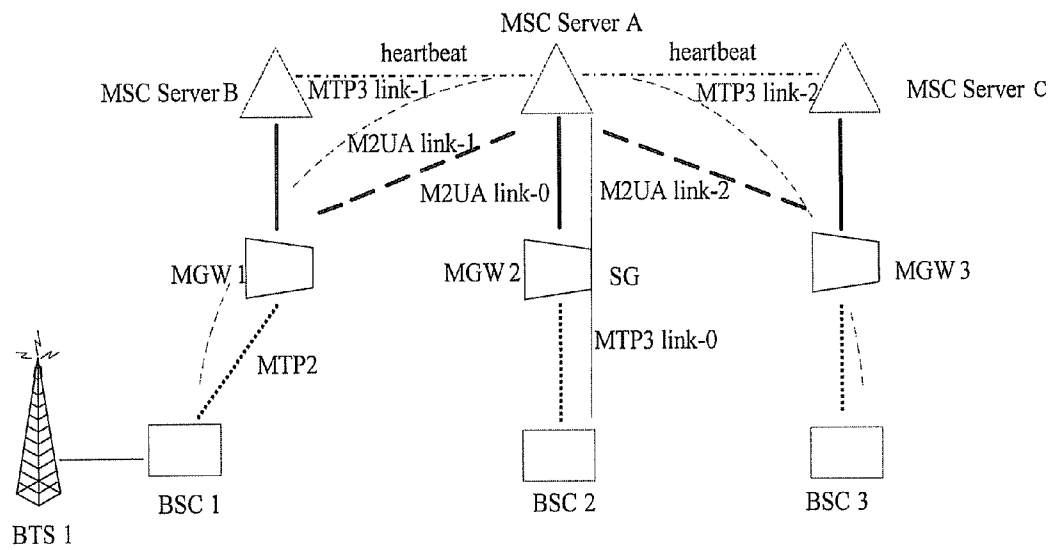 MSC Server A
heartbeat
heartbeat
MSC Server B
MTP3 link-1
MTP3 link-2
MSC Server C
M2UA link-1
M2UA link-0
M2UA link-2
MGW 1
MGW 2
SG
MGW 3
MTP3 link-0
MTP2
BSC 1
BSC 2
BSC 3
BTS 1